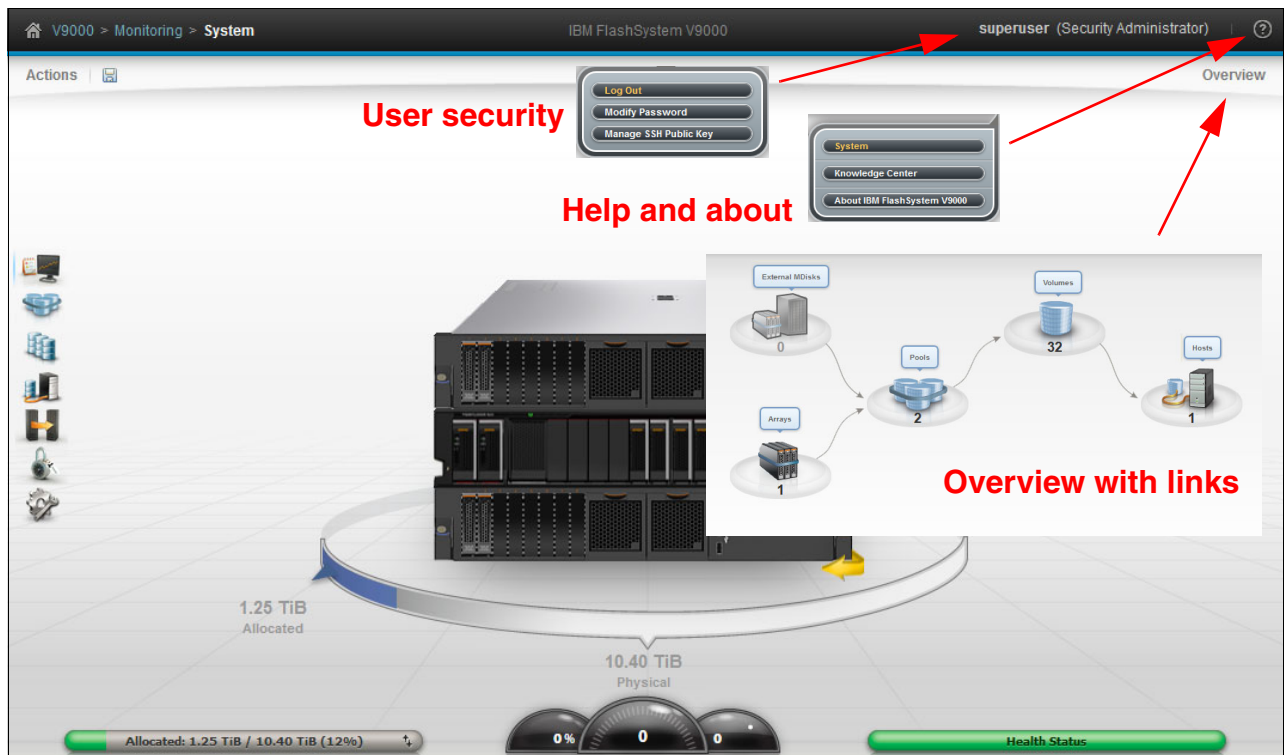 V9000 > Monitoring > System
IBM FlashSystem V9000
superuser (Security Administrator)
?
Actions
Overview
User security
Log Out
Modify Password
Manage SSH Public Key
Help and about
System
Knowledge Center
About IBM FlashSystem V9000
External MDisks
0
Volumes
32
Pools
2
Hosts
1
Arrays
1
Overview with links
1.25 TiB
Allocated
10.40 TiB
Physical
Allocated: 1.25 TiB / 10.40 TiB (12%)
0%
0
0
Health Status